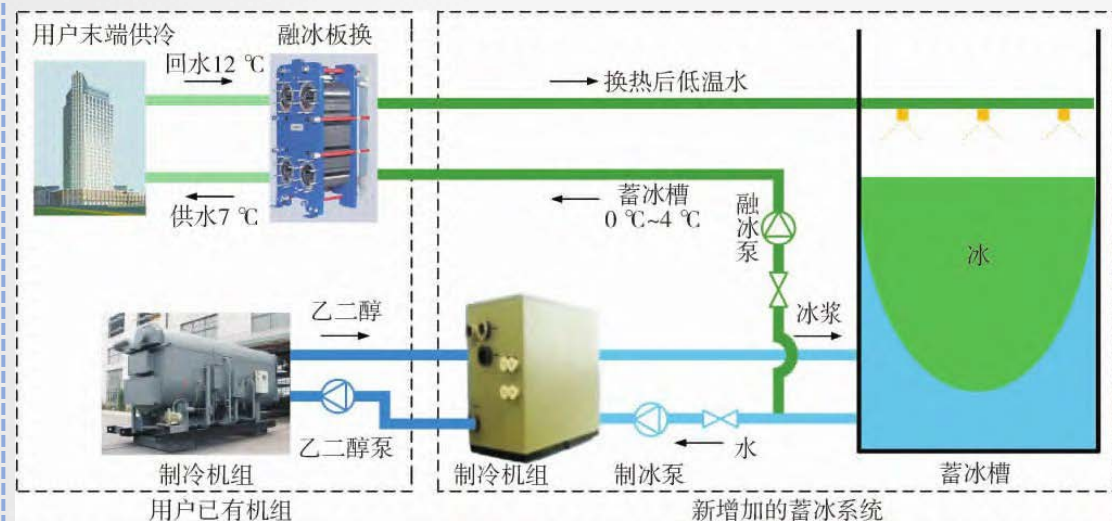 用户末端供冷
融冰板换
回水12 ℃
换热后低温水
供水7 ℃
蓄冰槽
0 ℃~4 ℃
融冰泵
冰
乙二醇
冰浆
乙二醇泵
水
制冷机组
制冷机组
制冰泵
蓄冰槽
用户已有机组
新增加的蓄冰系统